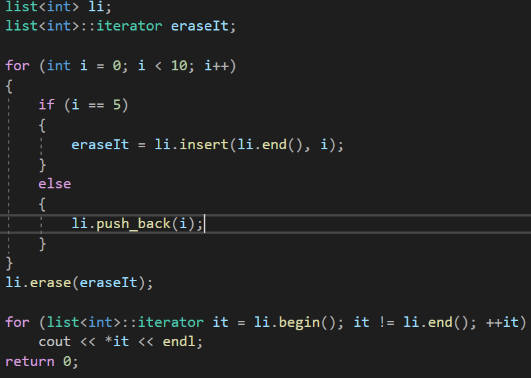 list<int> li;
list<int>::iterator eraseIt;
for (int i = 0; i < 10; i++)
{
if (i == 5)
{
eraseIt = li.insert(li.end(), i);
}
else
{
li.push_back(i);
}
}
li.erase(eraseIt);
for (list<int>::iterator it = li.begin(); it != li.end(); ++it)
cout << *it << endl;
return 0;